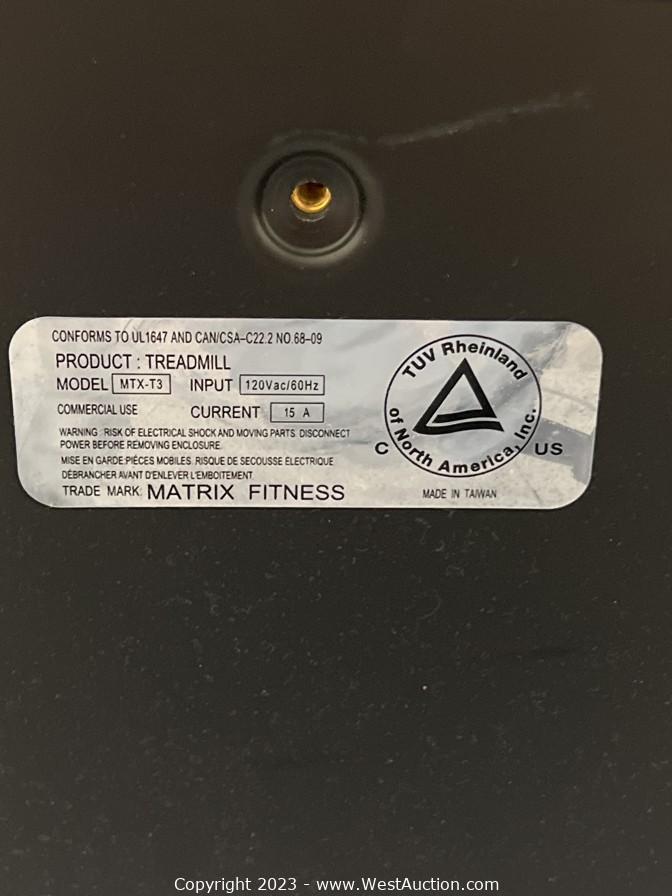 CONFORMS TO UL1647 AND CAN/CSA-C22.2 NO.68-09
PRODUCT : TREADMILL
MODEL MTX-T3 INPUT 120Vac/60Hz
COMMERCIAL USE CURRENT 15 A
WARNING : RISK OF ELECTRICAL SHOCK AND MOVING PARTS. DISCONNECT
POWER BEFORE REMOVING ENCLOSURE.
MISE EN GARDE:PIÈCES MOBILES. RISQUE DE SECOUSSE ÉLECTRIQUE
DÉBRANCHER AVANT D'ENLEVER L'EMBOITEMENT.
TRADE MARK: MATRIX FITNESS
TUV Rheinland
of North America, Inc.
C US
MADE IN TAIWAN
Copyright 2023 - www.WestAuction.com